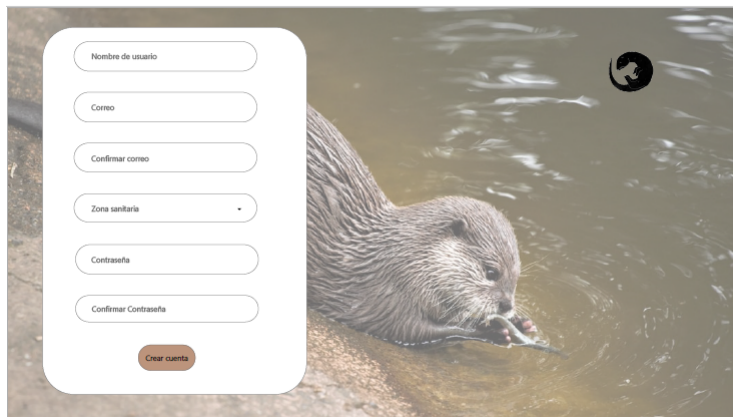 Nombre de usuario
Correo
Confirmar correo
Zona sanitaria
Contraseña
Confirmar Contraseña
Crear cuenta